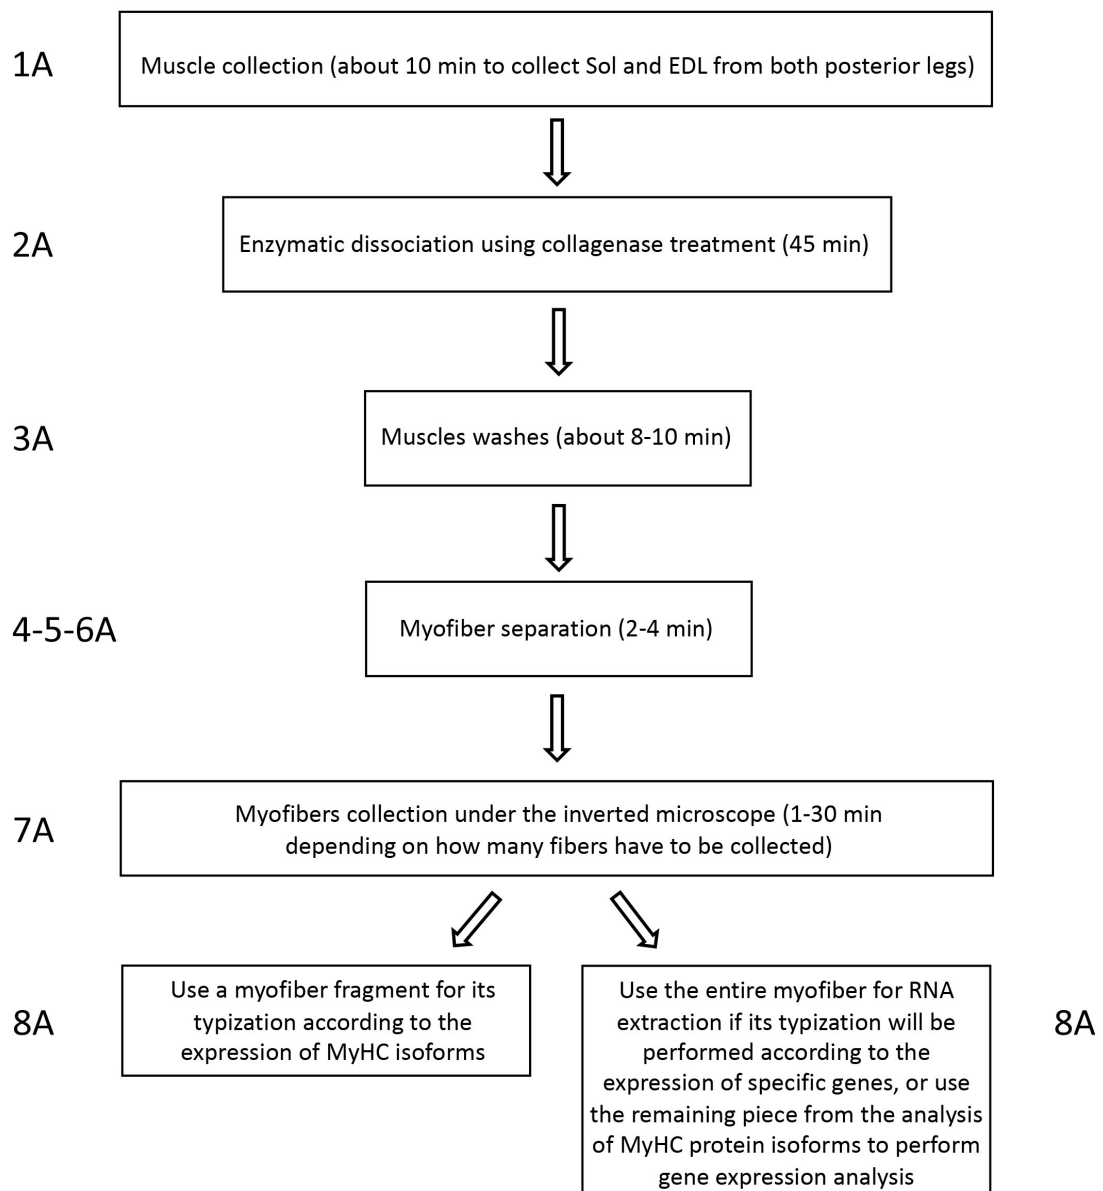 1A
Muscle collection (about 10 min to collect Sol and EDL from both posterior legs)
2A
Enzymatic dissociation using collagenase treatment (45 min)
3A
Muscles washes (about 8-10 min)
4-5-6A
Myofiber separation (2-4 min)
7A
Myofibers collection under the inverted microscope (1-30 min
depending on how many fibers have to be collected)
8A
Use a myofiber fragment for its
typization according to the
expression of MyHC isoforms
Use the entire myofiber for RNA
extraction if its typization will be
performed according to the
expression of specific genes, or use
the remaining piece from the analysis
of MyHC protein isoforms to perform
gene expression analysis
8A